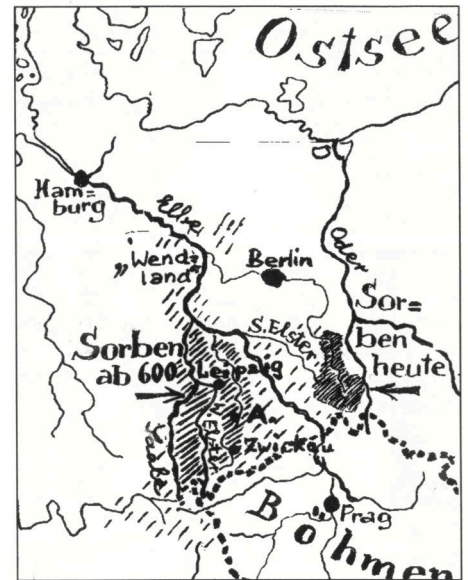 Ostsee
Ham=
burg
Elbe
"Wend=
land"
Berlin
Oder
Sor=
ben
heute
S. Elster
Sorben
ab 600
Leipzig
A.
W. Elster
Zwickau
Saale
Prag
Böhmen